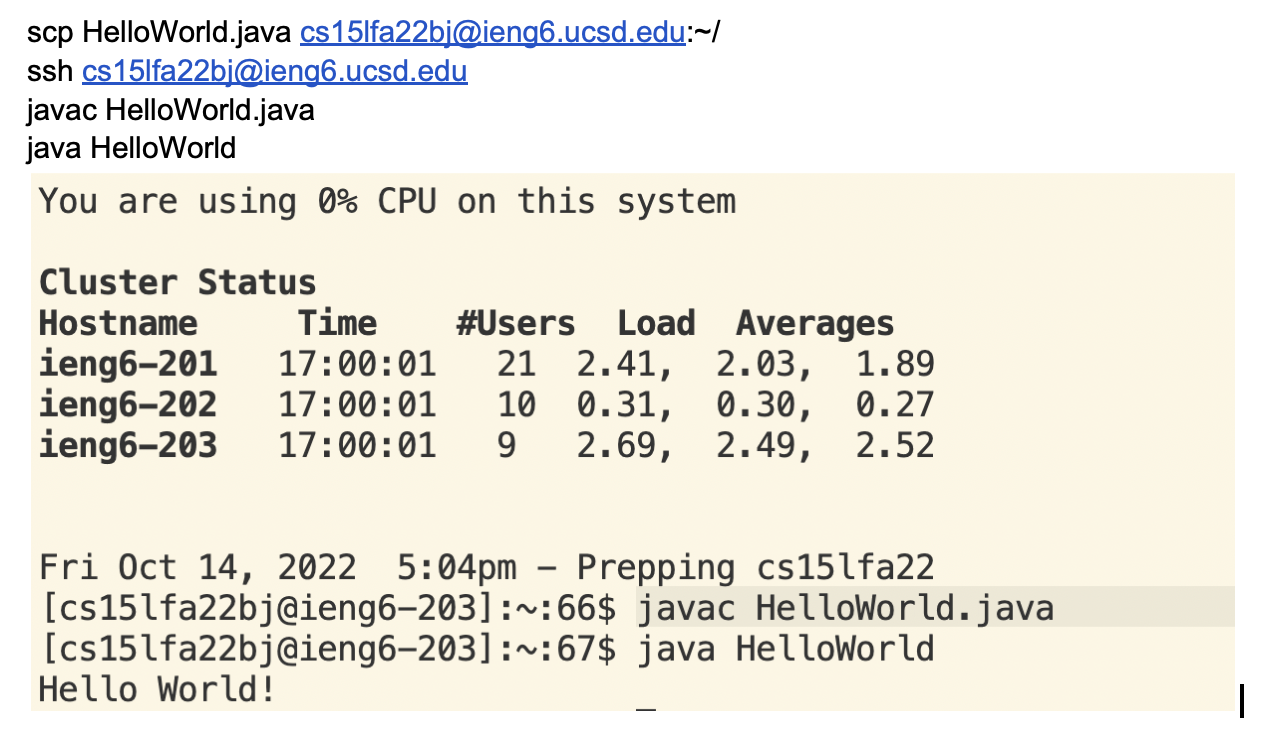 scp HelloWorld.java cs15lfa22bj@ieng6.ucsd.edu:~/
ssh cs15lfa22bj@ieng6.ucsd.edu
javac HelloWorld.java
java HelloWorld
You are using 0% CPU on this system
Cluster Status
Hostname     Time    #Users  Load  Averages
ieng6-201   17:00:01   21  2.41,  2.03,  1.89
ieng6-202   17:00:01   10  0.31,  0.30,  0.27
ieng6-203   17:00:01   9   2.69,  2.49,  2.52
Fri Oct 14, 2022  5:04pm - Prepping cs15lfa22
[cs15lfa22bj@ieng6-203]:~:66$ javac HelloWorld.java
[cs15lfa22bj@ieng6-203]:~:67$ java HelloWorld
Hello World!